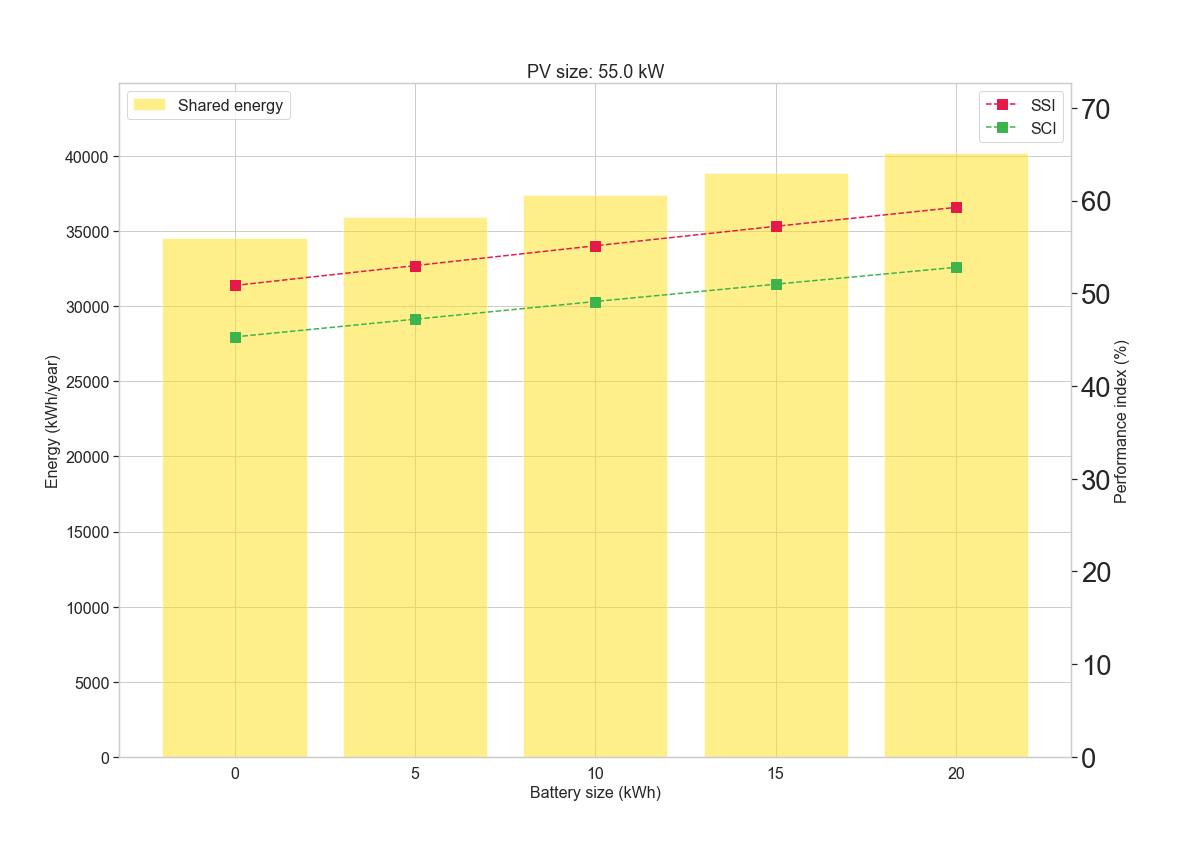 PV size: 55.0 kW
Shared energy
SSI
SCI
70
60
50
40
30
20
10
0
40000
35000
30000
25000
20000
15000
10000
5000
0
Energy (kWh/year)
Performance index (%)
0 5 10 15 20
Battery size (kWh)